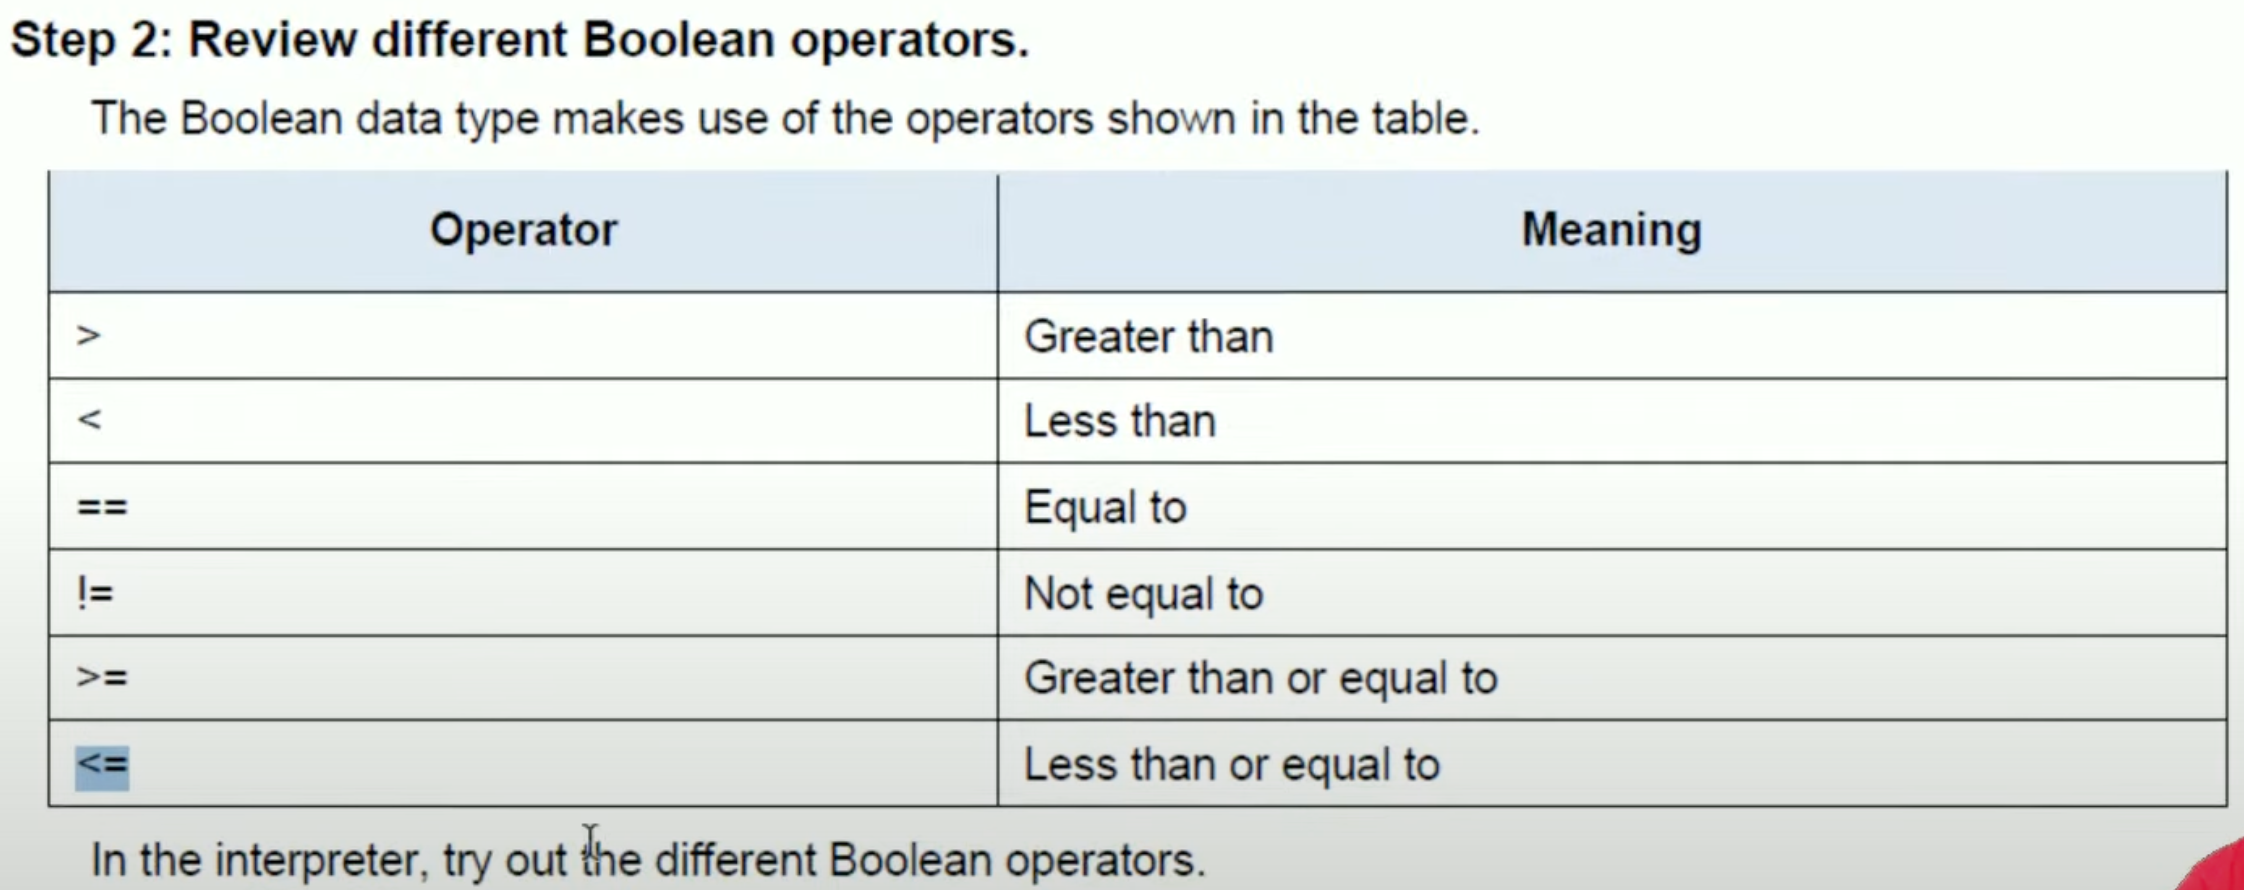 Step 2: Review different Boolean operators.
The Boolean data type makes use of the operators shown in the table.
Operator Meaning
> Greater than
< Less than
== Equal to
!= Not equal to
>= Greater than or equal to
<= Less than or equal to
In the interpreter, try out the different Boolean operators.